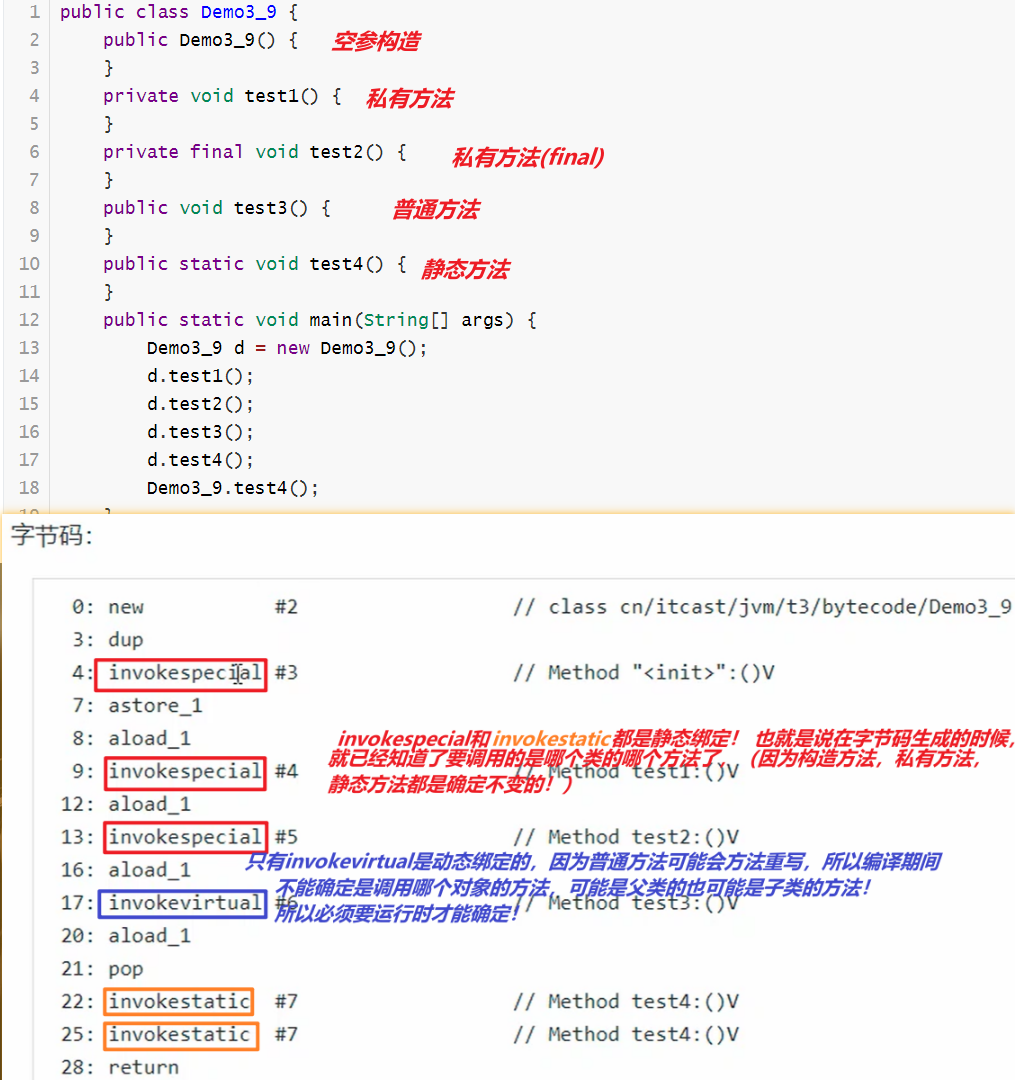 1 public class Demo3_9 {
2 public Demo3_9() { 空参构造
3 }
4 private void test1() { 私有方法
5 }
6 private final void test2() { 私有方法(final)
7 }
8 public void test3() { 普通方法
9 }
10 public static void test4() { 静态方法
11 }
12 public static void main(String[] args) {
13 Demo3_9 d = new Demo3_9();
14 d.test1();
15 d.test2();
16 d.test3();
17 d.test4();
18 Demo3_9.test4();
字节码：
0: new #2 // class cn/itcast/jvm/t3/bytecode/Demo3_9
3: dup
4: invokespecial #3 // Method "<init>":()V
7: astore_1
8: aload_1
invokespecial和invokestatic都是静态绑定！也就是说在字节码生成的时候，
就已经知道了要调用的是哪个类的哪个方法了、（因为构造方法，私有方法，
9: invokespecial #4 // Method test1:()V
静态方法都是确定不变的！）
12: aload_1
13: invokespecial #5 // Method test2:()V
只有invokevirtual是动态绑定的，因为普通方法可能会方法重写，所以编译期间
16: aload_1
不能确定是调用哪个对象的方法，可能是父类的也可能是子类的方法！
17: invokevirtual #6 // Method test3:()V
所以必须要运行时才能确定！
20: aload_1
21: pop
22: invokestatic #7 // Method test4:()V
25: invokestatic #7 // Method test4:()V
28: return